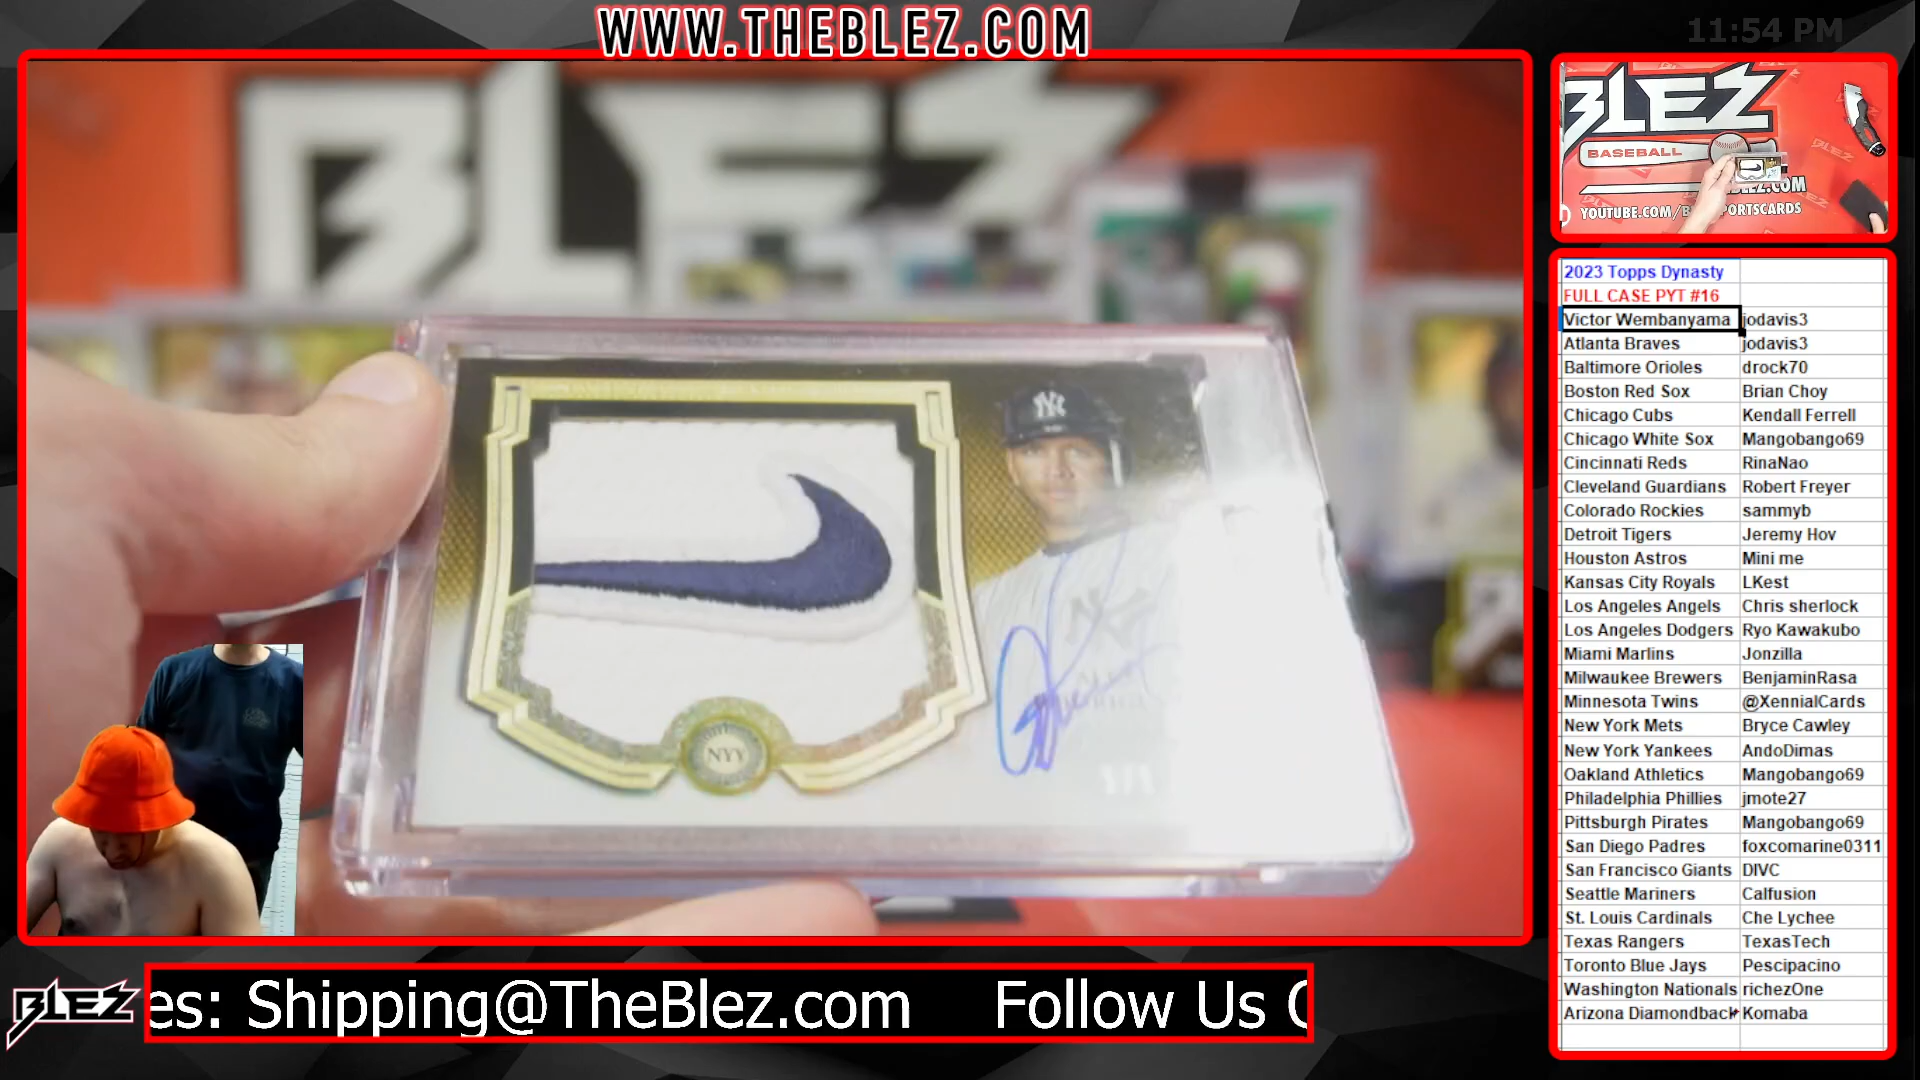 WWW.THEBLEZ.COM
11:54 PM
BLEZ
NYY
1/1
BLEZ
BASEBALL
YOUTUBE.COM/
2023 Topps Dynasty
FULL CASE PYT #16
Victor Wembanyama jodavis3
Atlanta Braves jodavis3
Baltimore Orioles drock70
Boston Red Sox Brian Choy
Chicago Cubs Kendall Ferrell
Chicago White Sox Mangobango69
Cincinnati Reds RinaNao
Cleveland Guardians Robert Freyer
Colorado Rockies sammyb
Detroit Tigers Jeremy Hov
Houston Astros Mini me
Kansas City Royals LKest
Los Angeles Angels Chris sherlock
Los Angeles Dodgers Ryo Kawakubo
Miami Marlins Jonzilla
Milwaukee Brewers BenjaminRasa
Minnesota Twins @XennialCards
New York Mets Bryce Cawley
New York Yankees AndoDimas
Oakland Athletics Mangobango69
Philadelphia Phillies jmote27
Pittsburgh Pirates Mangobango69
San Diego Padres foxcomarine0311
San Francisco Giants DIVC
Seattle Mariners Calfusion
St. Louis Cardinals Che Lychee
Texas Rangers TexasTech
Toronto Blue Jays Pescipacino
Washington Nationals richezOne
Arizona Diamondback Komaba
BLEZ
es: Shipping@TheBlez.com Follow Us